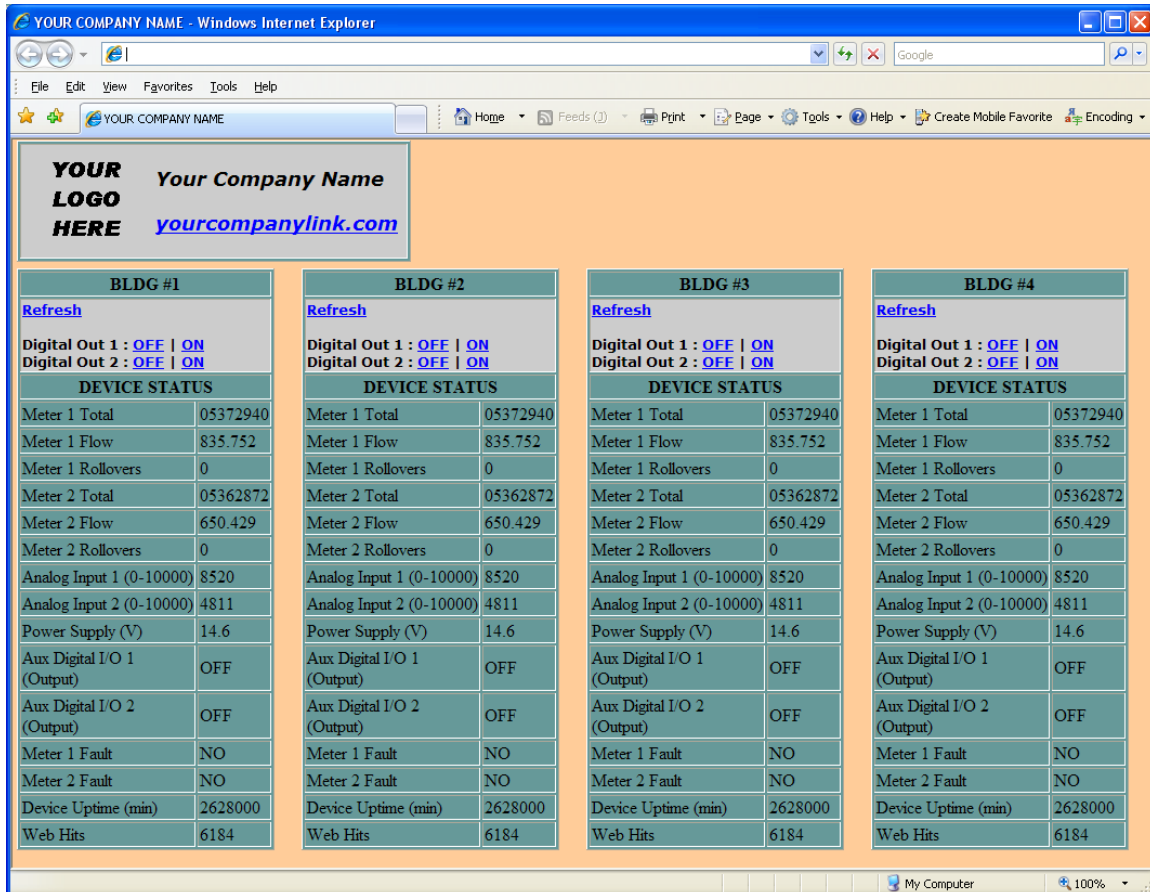 YOUR COMPANY NAME - Windows Internet Explorer
Google
File Edit View Favorites Tools Help
YOUR COMPANY NAME
Home Feeds (J) Print Page Tools Help Create Mobile Favorite Encoding
YOUR
LOGO
HERE
Your Company Name
yourcompanylink.com
BLDG #1
Refresh
Digital Out 1 : OFF | ON
Digital Out 2 : OFF | ON
DEVICE STATUS
Meter 1 Total 05372940
Meter 1 Flow 835.752
Meter 1 Rollovers 0
Meter 2 Total 05362872
Meter 2 Flow 650.429
Meter 2 Rollovers 0
Analog Input 1 (0-10000) 8520
Analog Input 2 (0-10000) 4811
Power Supply (V) 14.6
Aux Digital I/O 1
(Output) OFF
Aux Digital I/O 2
(Output) OFF
Meter 1 Fault NO
Meter 2 Fault NO
Device Uptime (min) 2628000
Web Hits 6184
BLDG #2
Refresh
Digital Out 1 : OFF | ON
Digital Out 2 : OFF | ON
DEVICE STATUS
Meter 1 Total 05372940
Meter 1 Flow 835.752
Meter 1 Rollovers 0
Meter 2 Total 05362872
Meter 2 Flow 650.429
Meter 2 Rollovers 0
Analog Input 1 (0-10000) 8520
Analog Input 2 (0-10000) 4811
Power Supply (V) 14.6
Aux Digital I/O 1
(Output) OFF
Aux Digital I/O 2
(Output) OFF
Meter 1 Fault NO
Meter 2 Fault NO
Device Uptime (min) 2628000
Web Hits 6184
BLDG #3
Refresh
Digital Out 1 : OFF | ON
Digital Out 2 : OFF | ON
DEVICE STATUS
Meter 1 Total 05372940
Meter 1 Flow 835.752
Meter 1 Rollovers 0
Meter 2 Total 05362872
Meter 2 Flow 650.429
Meter 2 Rollovers 0
Analog Input 1 (0-10000) 8520
Analog Input 2 (0-10000) 4811
Power Supply (V) 14.6
Aux Digital I/O 1
(Output) OFF
Aux Digital I/O 2
(Output) OFF
Meter 1 Fault NO
Meter 2 Fault NO
Device Uptime (min) 2628000
Web Hits 6184
BLDG #4
Refresh
Digital Out 1 : OFF | ON
Digital Out 2 : OFF | ON
DEVICE STATUS
Meter 1 Total 05372940
Meter 1 Flow 835.752
Meter 1 Rollovers 0
Meter 2 Total 05362872
Meter 2 Flow 650.429
Meter 2 Rollovers 0
Analog Input 1 (0-10000) 8520
Analog Input 2 (0-10000) 4811
Power Supply (V) 14.6
Aux Digital I/O 1
(Output) OFF
Aux Digital I/O 2
(Output) OFF
Meter 1 Fault NO
Meter 2 Fault NO
Device Uptime (min) 2628000
Web Hits 6184
My Computer 100%